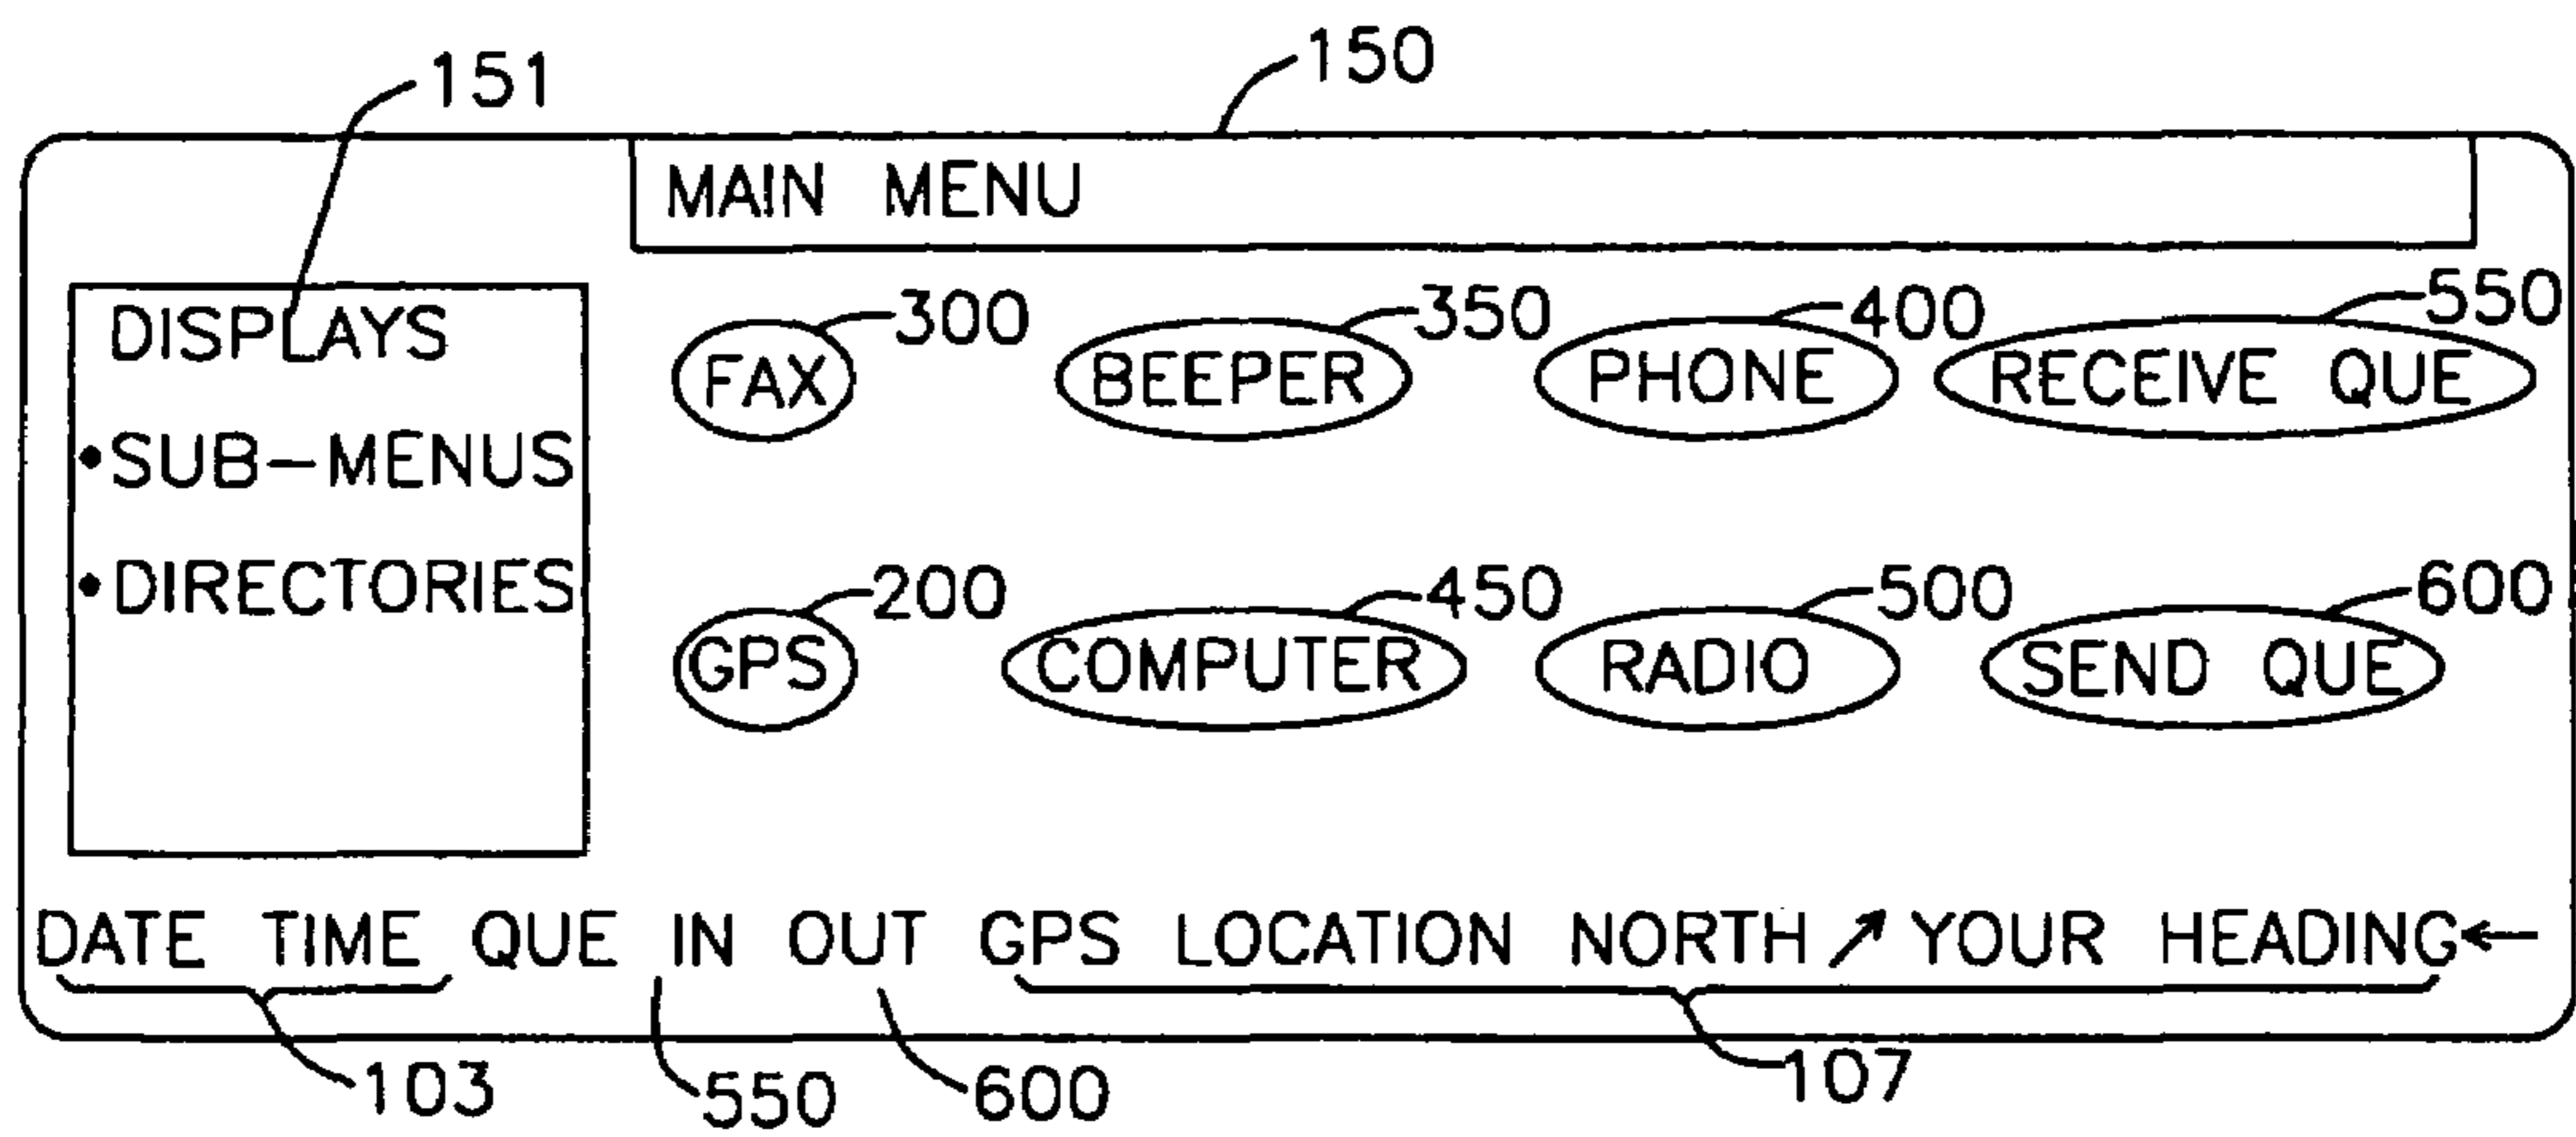 150
151
MAIN MENU
DISPLAYS
•SUB-MENUS
•DIRECTORIES
300 350 400 550
FAX BEEPER PHONE RECEIVE QUE
200 450 500 600
GPS COMPUTER RADIO SEND QUE
DATE TIME QUE IN OUT GPS LOCATION NORTH ↗ YOUR HEADING←
103 550 600 107